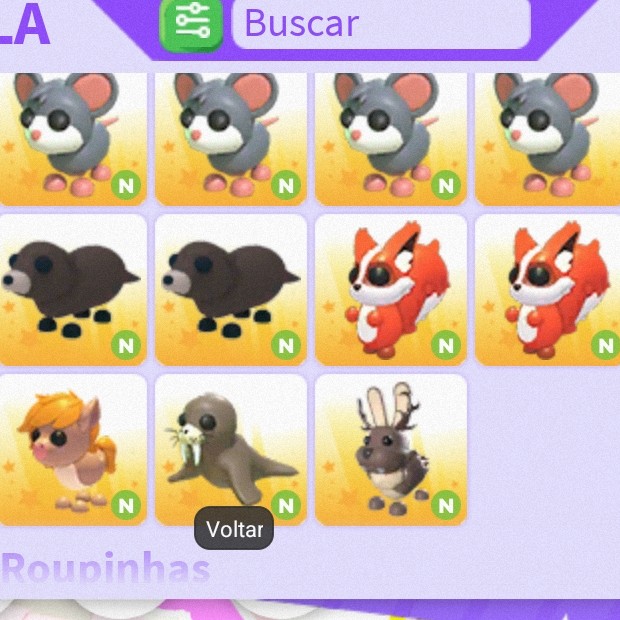 LA
Buscar
N N N N
N N N N
N N N
Voltar
Roupinhas